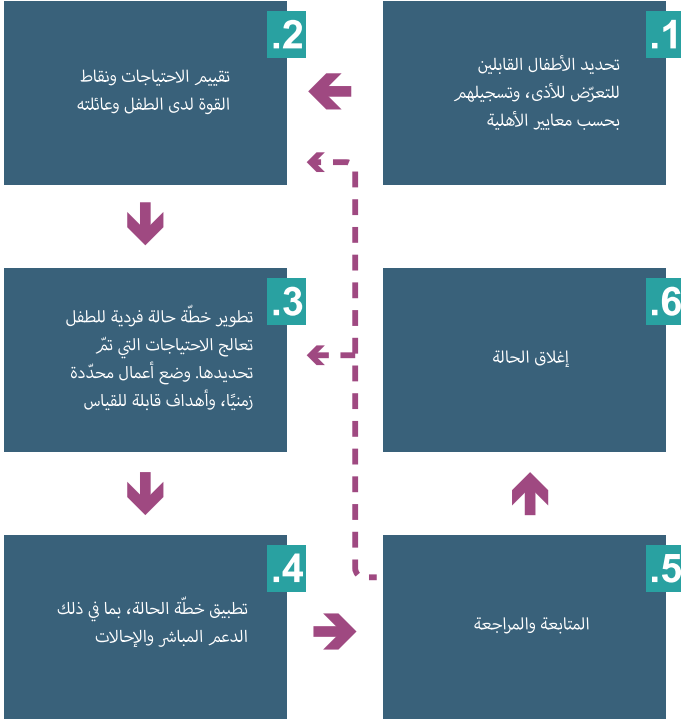 1.
تحديد الأطفال القابلين
للتعرّض للأذى، وتسجيلهم
بحسب معايير الأهلية
2.
تقييم الاحتياجات ونقاط
القوة لدى الطفل وعائلته
3.
تطوير خطّة حالة فردية للطفل
تعالج الاحتياجات التي تمّ
تحديدها. وضع أعمال محدّدة
زمنيًا، وأهداف قابلة للقياس
4.
تطبيق خطّة الحالة، بما في ذلك
الدعم المباشر والإحالات
5.
المتابعة والمراجعة
6.
إغلاق الحالة